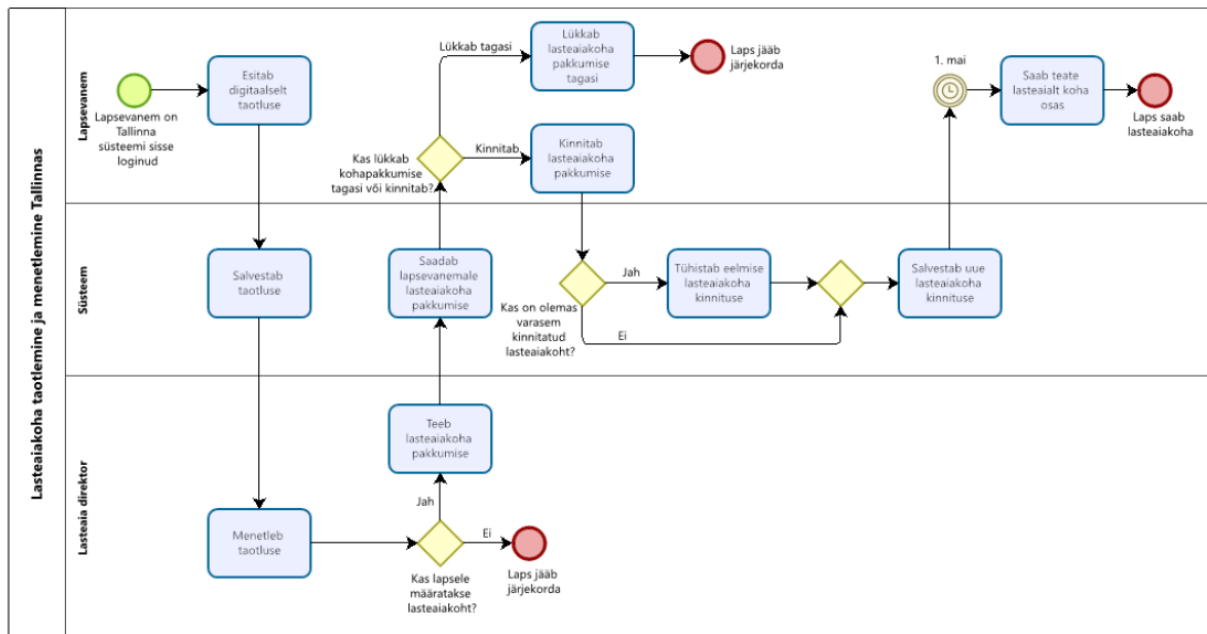 Lasteaiakoha taotlemine ja menetlemine Tallinnas
Lapsevanem
Lapsevanem on
Tallinna
süsteemi sisse
loginud
Esitab
digitaalselt
taotluse
Kas lükkab
kohapakkumise
tagasi või kinnitab?
Lükkab tagasi
Lükkab
lasteaiakoha
pakkumise
tagasi
Laps jääb
järjekorda
Kinnitab
Kinnitab
lasteaiakoha
pakkumise
1. mai
Saab teate
lasteaialt koha
osas
Laps saab
lasteaiakoha
Süsteem
Salvestab
taotluse
Saadab
lapsevanemale
lasteaiakoha
pakkumise
Kas on olemas
varasem
kinnitatud
lasteaiakoht?
Jah
Ei
Tühistab eelmise
lasteaiakoha
kinnituse
Salvestab uue
lasteaiakoha
kinnituse
Lasteaia direktor
Menetleb
taotluse
Kas lapsele
määratakse
lasteaiakoht?
Jah
Teeb
lasteaiakoha
pakkumise
Ei
Laps jääb
järjekorda